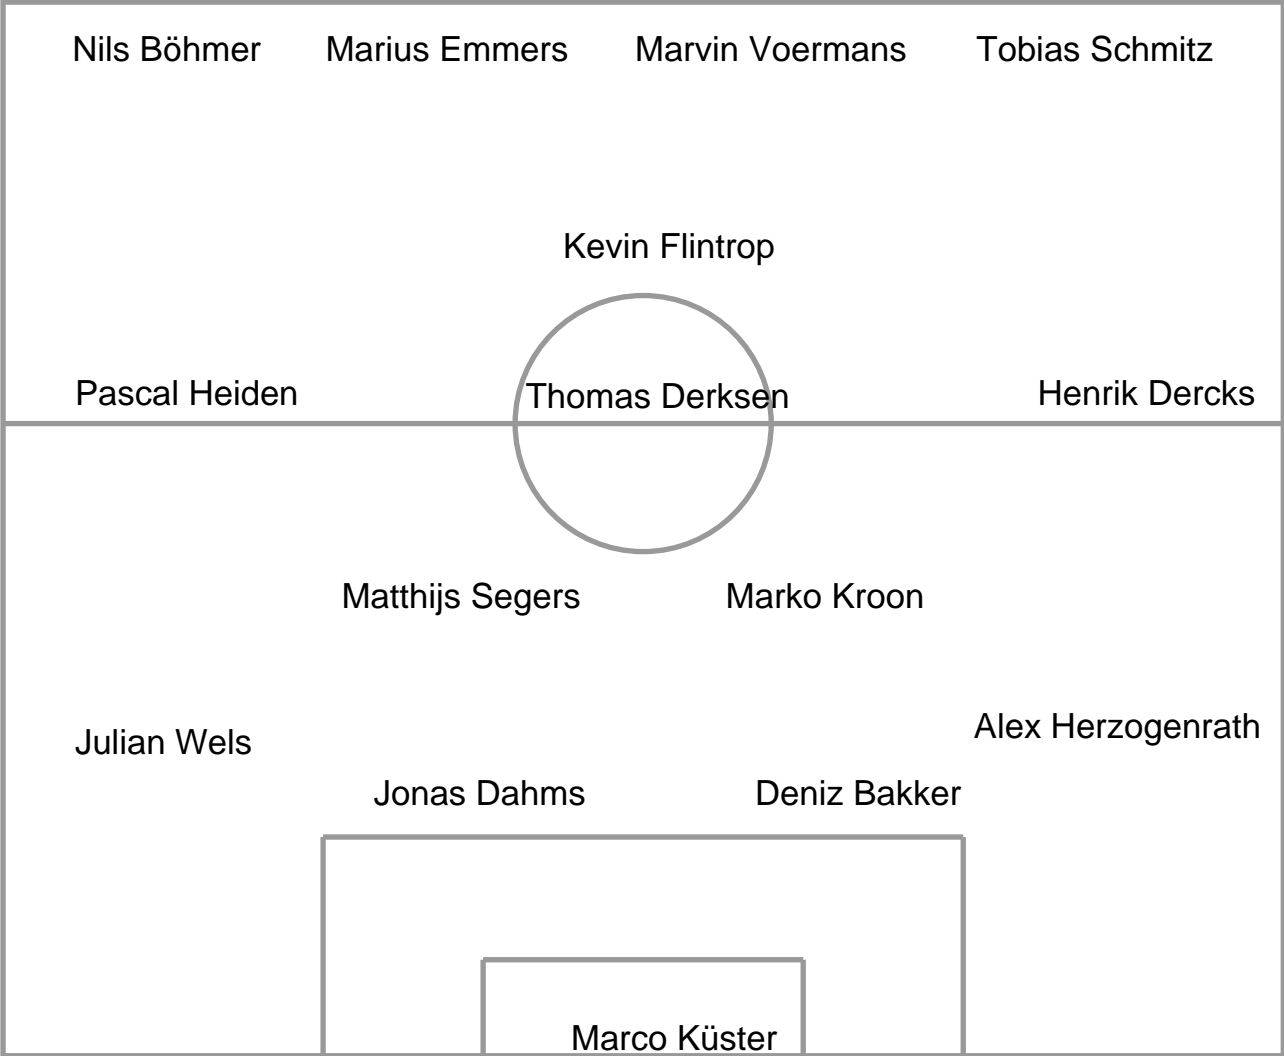 Nils Böhmer
Marius Emmers
Marvin Voermans
Tobias Schmitz
Kevin Flintrop
Pascal Heiden
Thomas Derksen
Henrik Dercks
Matthijs Segers
Marko Kroon
Julian Wels
Alex Herzogenrath
Jonas Dahms
Deniz Bakker
Marco Küster